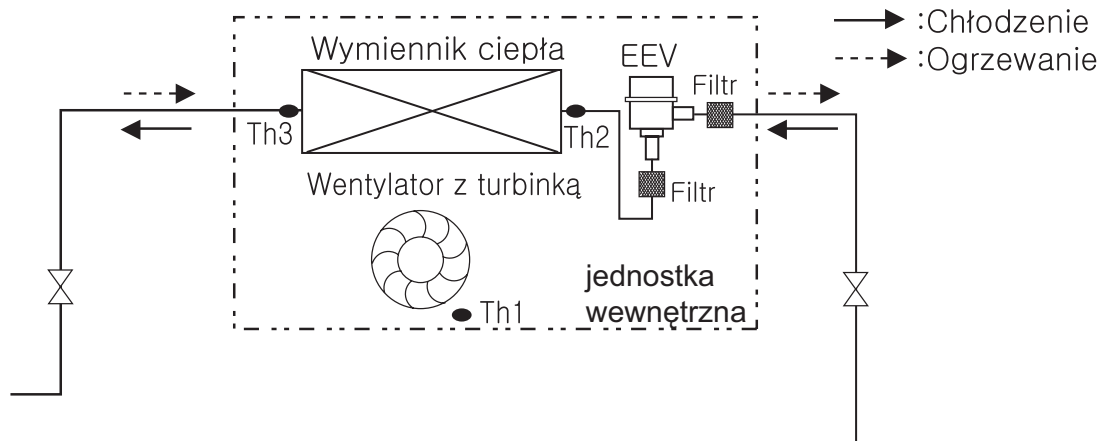 :Chłodzenie
:Ogrzewanie
Wymiennik ciepła
EEV
Filtr
Th3
Th2
Wentylator z turbinką
Filtr
jednostka
wewnętrzna
Th1